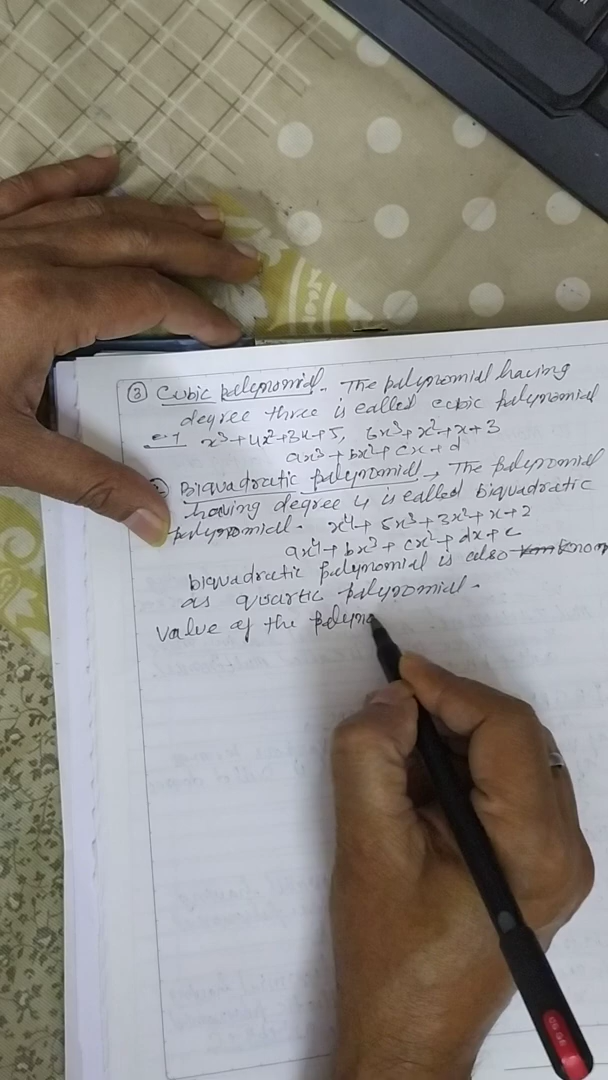 ③ Cubic polynomial.. The polynomial having
degree three is called cubic polynomial
e.g x³+4x²+3x+5, 6x³+x²+x+3
ax³+bx²+cx+d
Biquadratic polynomial → The polynomial
having degree 4 is called biquadratic
polynomial. x⁴+5x³+3x²+x+2
ax⁴+bx³+cx²+dx+e
biquadratic polynomial is also know
as quartic polynomial.
value of the polyno